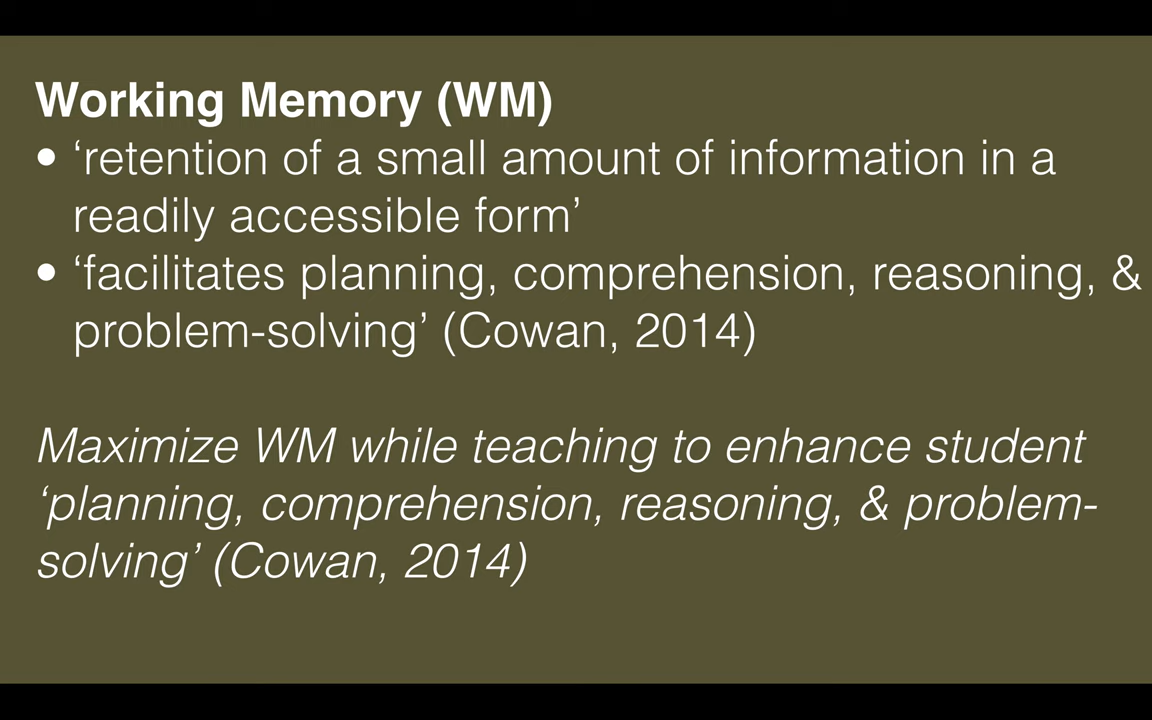 Working Memory (WM)
• ‘retention of a small amount of information in a
readily accessible form’
• ‘facilitates planning, comprehension, reasoning, &
problem-solving’ (Cowan, 2014)
Maximize WM while teaching to enhance student
‘planning, comprehension, reasoning, & problem-
solving’ (Cowan, 2014)